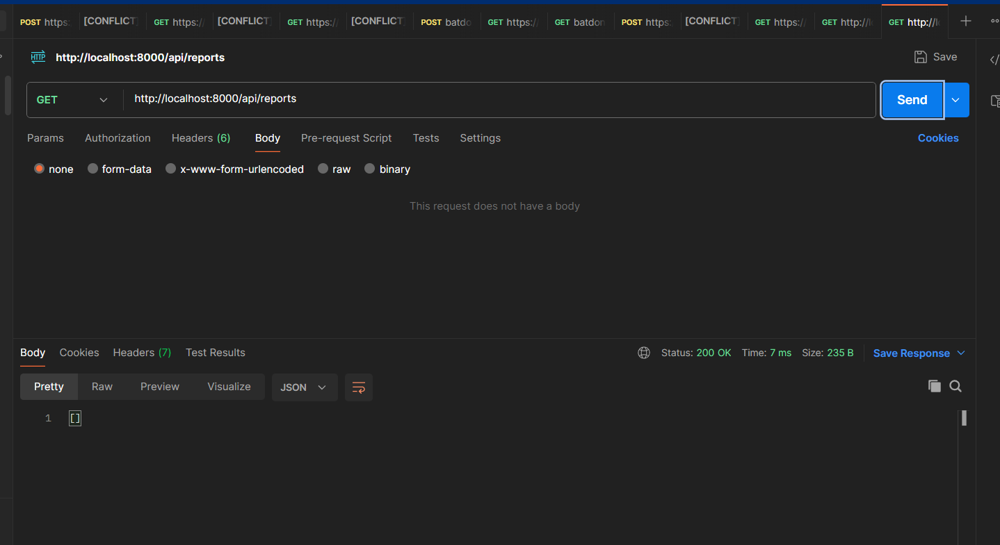 POST https: [CONFLICT] GET https:// [CONFLICT] GET https:// [CONFLICT] POST batdo GET https:// GET batdon POST https: [CONFLICT] GET https:// GET http://l GET http://l
HTTP http://localhost:8000/api/reports Save
GET http://localhost:8000/api/reports Send
Params Authorization Headers (6) Body Pre-request Script Tests Settings Cookies
none form-data x-www-form-urlencoded raw binary
This request does not have a body
Body Cookies Headers (7) Test Results Status: 200 OK Time: 7 ms Size: 235 B Save Response
Pretty Raw Preview Visualize JSON
1 []